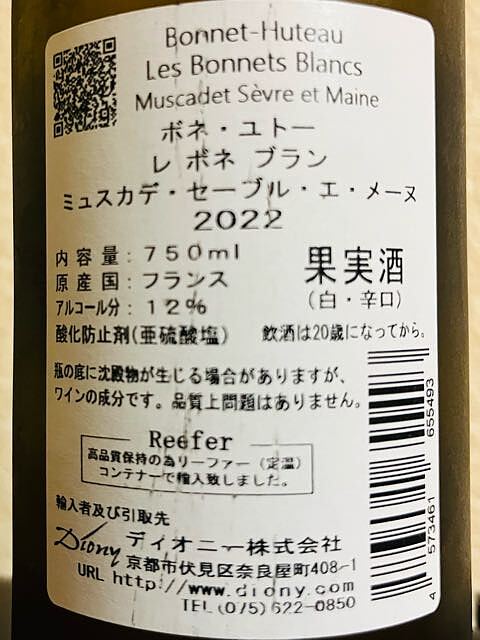 Bonnet-Huteau
Les Bonnets Blancs
Muscadet Sèvre et Maine
ボネ・ユトー
レ ボネ ブラン
ミュスカデ・セーブル・エ・メーヌ
2022
内容量：750ml
原産国：フランス
アルコール分：12%
酸化防止剤(亜硫酸塩)
果実酒
(白・辛口)
飲酒は20歳になってから。
瓶の底に沈殿物が生じる場合がありますが、
ワインの成分です。品質上問題はありません。
Reefer
高品質保持の為リーファー（定温）
コンテナーで輸入致しました。
輸入者及び引取先
Diony ディオニー株式会社
京都市伏見区奈良屋町408-1
URL http://www.diony.com
TEL(075)622-0850
4 573461 655493